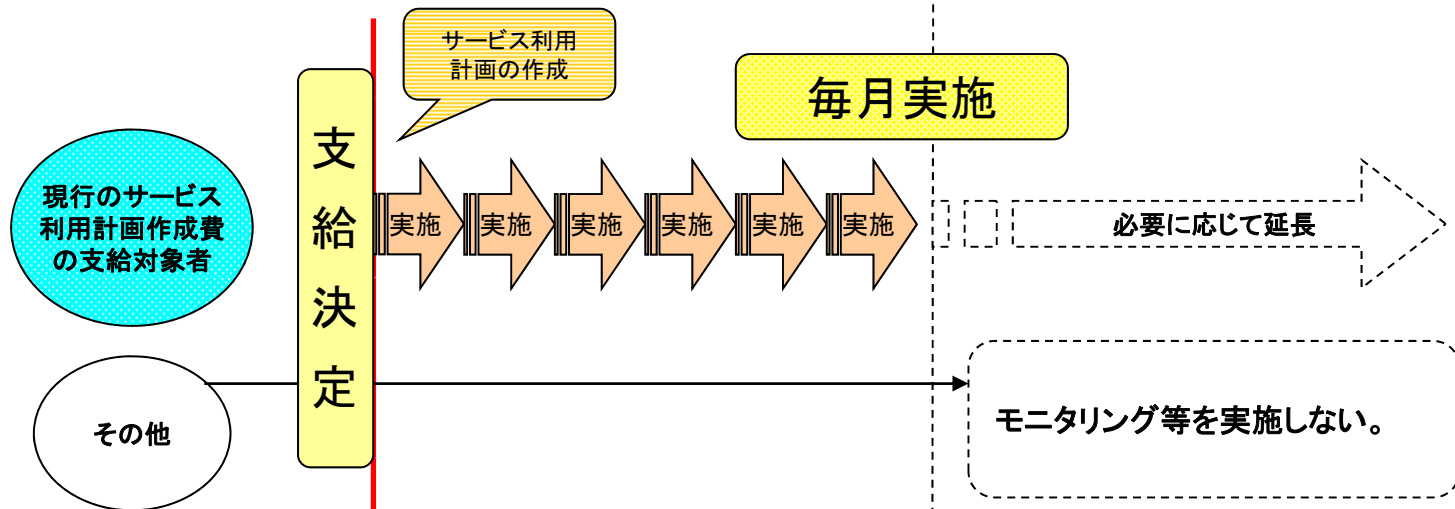 サービス利用
計画の作成
毎月実施
支
給
決
定
現行のサービス
利用計画作成費
の支給対象者
実施
実施
実施
実施
実施
実施
必要に応じて延長
その他
モニタリング等を実施しない。